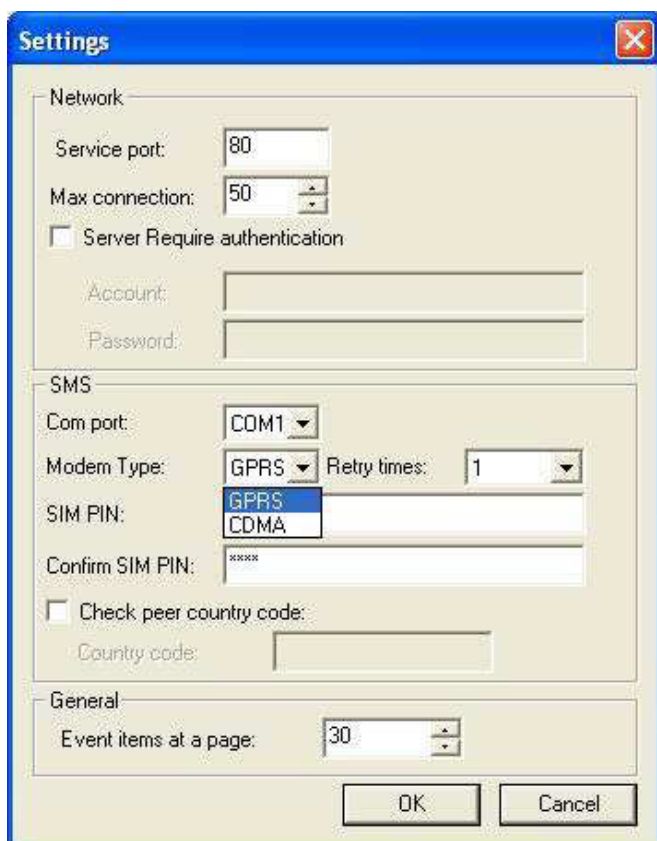 Settings
Network
Service port: 80
Max connection: 50
Server Require authentication
Account:
Password:
SMS
Com port: COM1
Modem Type: GPRS Retry times: 1
GPRS
SIM PIN:
CDMA
Confirm SIM PIN: ****
Check peer country code:
Country code:
General
Event items at a page: 30
OK Cancel